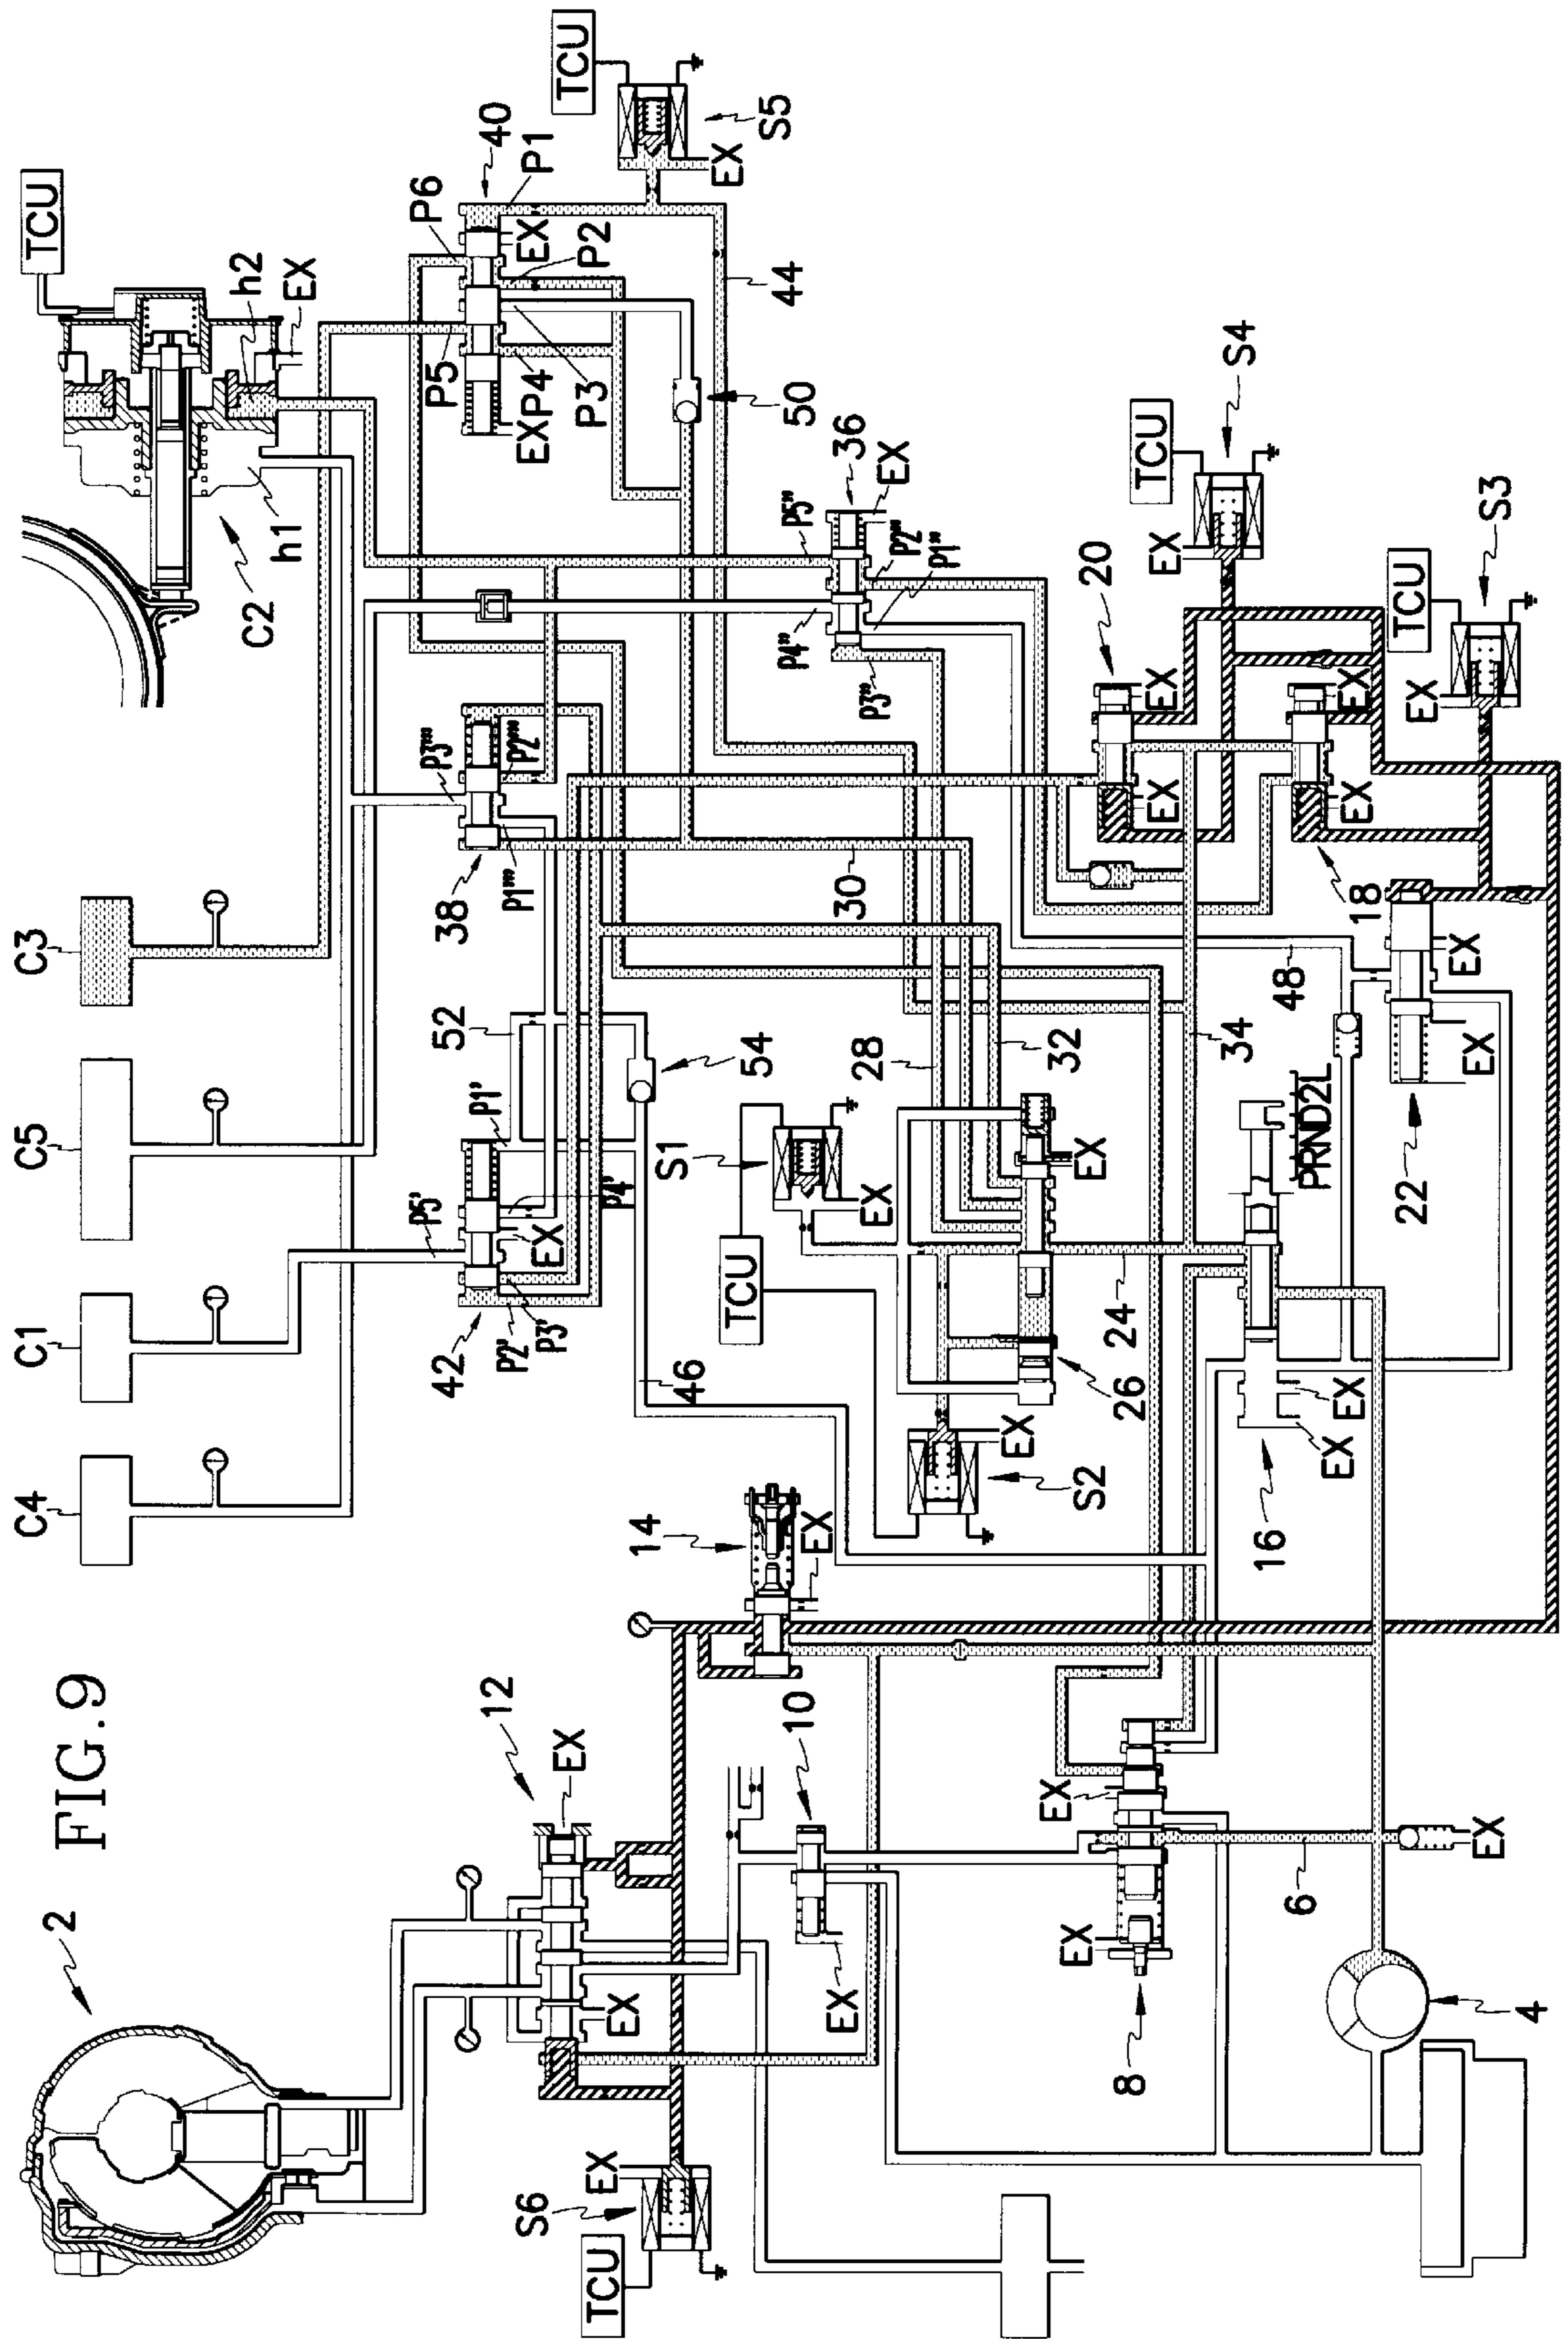 FIG.9
C4
C1
C5
C3
TCU
h2
EX
h1
C2
P5'
P1'
42
P2'
P3'
P4'
EX
52
54
46
38
P3"'
P2"'
P1"'
P6
40
P1
P5
EX
P2
EXP4
P3
50
44
TCU
S5
EX
36
P5"
EX
P4"
P2"
P1"
P3"
30
28
32
S1
EX
TCU
EX
26
24
S2
EX
34
48
20
EX
EX
TCU
S4
EX
18
EX
EX
TCU
S3
EX
22
EX
EX
PRND2L
16
EX
EX
14
EX
12
EX
EX
2
10
EX
S6
EX
TCU
8
EX
EX
6
EX
4